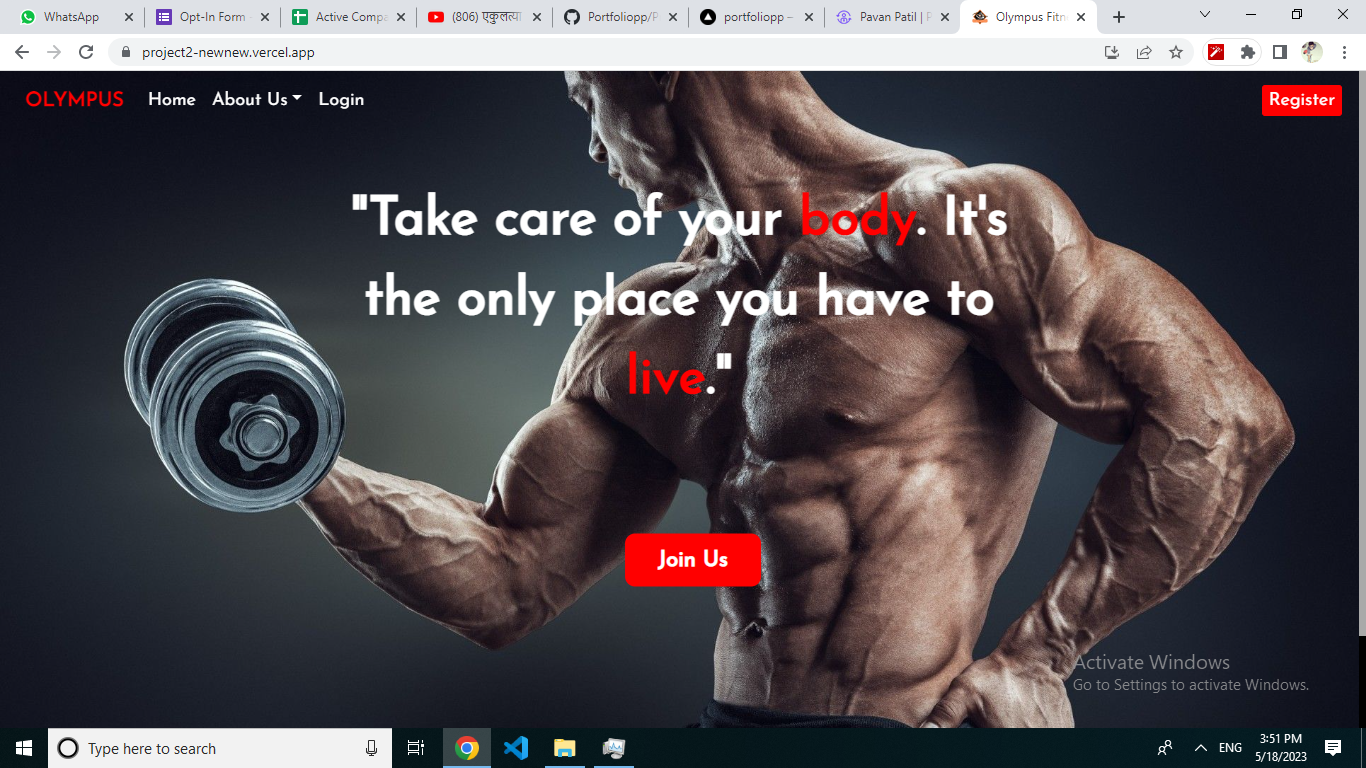 WhatsApp
Opt-In Form
Active Compa
(806) एकुलत्या
Portfoliopp/P
portfoliopp –
Pavan Patil |
Olympus Fitn
project2-newnew.vercel.app
OLYMPUS Home About Us Login Register
"Take care of your body. It's
the only place you have to
live."
Join Us
Activate Windows
Go to Settings to activate Windows.
Type here to search
ENG
3:51 PM
5/18/2023